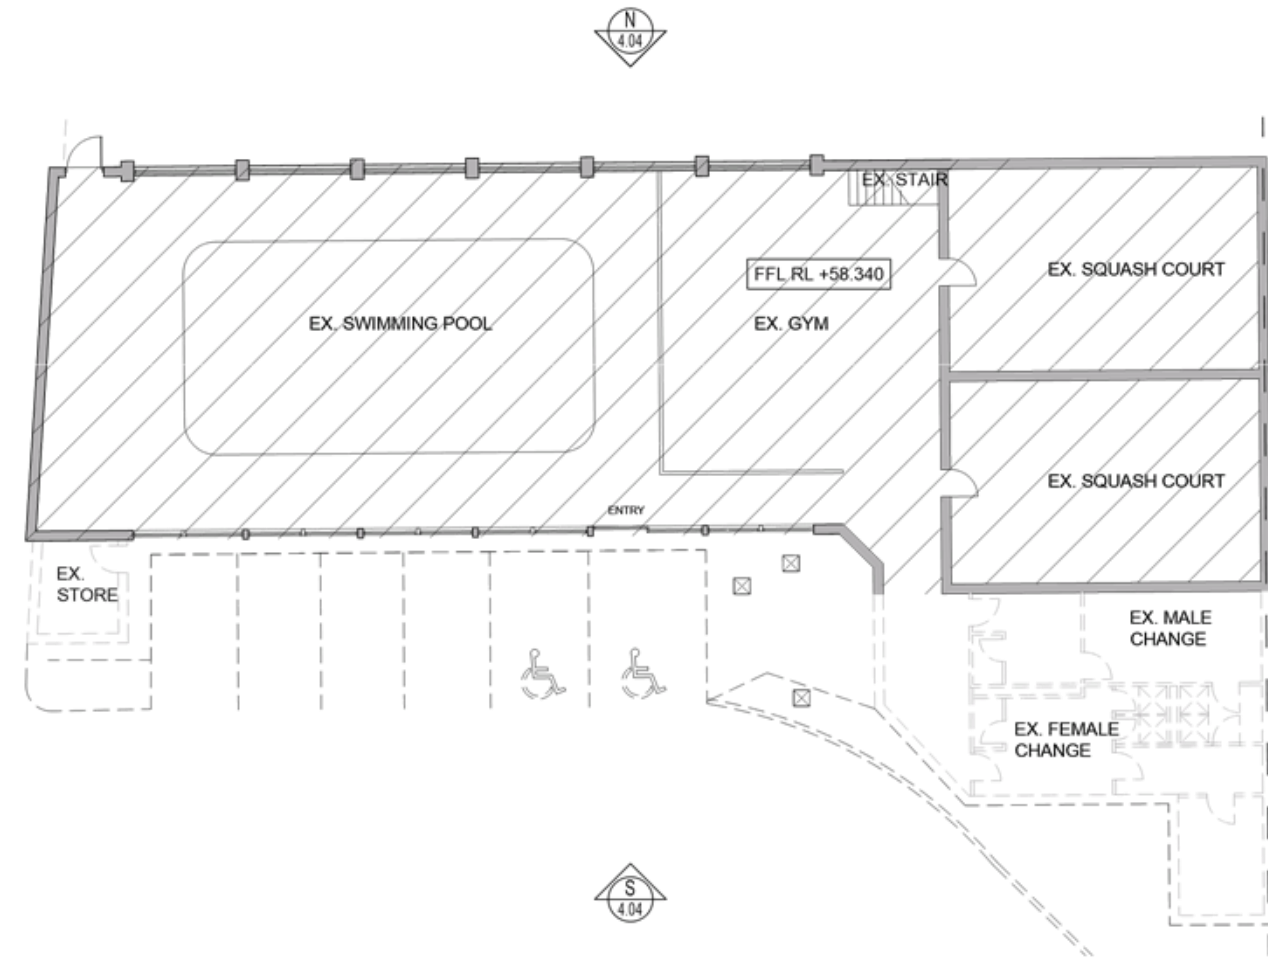 N
4.04
EX. STAIR
EX. SQUASH COURT
FFL RL +58.340
EX. SWIMMING POOL
EX. GYM
EX. SQUASH COURT
ENTRY
EX.
STORE
EX. MALE
CHANGE
EX. FEMALE
CHANGE
S
4.04